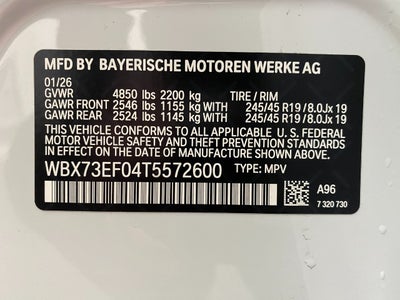 MFD BY BAYERISCHE MOTOREN WERKE AG
01/26
GVWR 4850 lbs 2200 kg TIRE / RIM
GAWR FRONT 2546 lbs 1155 kg WITH 245/45 R19 / 8.0Jx 19
GAWR REAR 2524 lbs 1145 kg WITH 245/45 R19 / 8.0Jx 19
THIS VEHICLE CONFORMS TO ALL APPLICABLE U. S. FEDERAL
MOTOR VEHICLE SAFETY AND THEFT PREVENTION STANDARDS
IN EFFECT ON THE DATE OF MANUFACTURE SHOWN ABOVE.
WBX73EF04T5572600 TYPE: MPV
A96
7 320 730